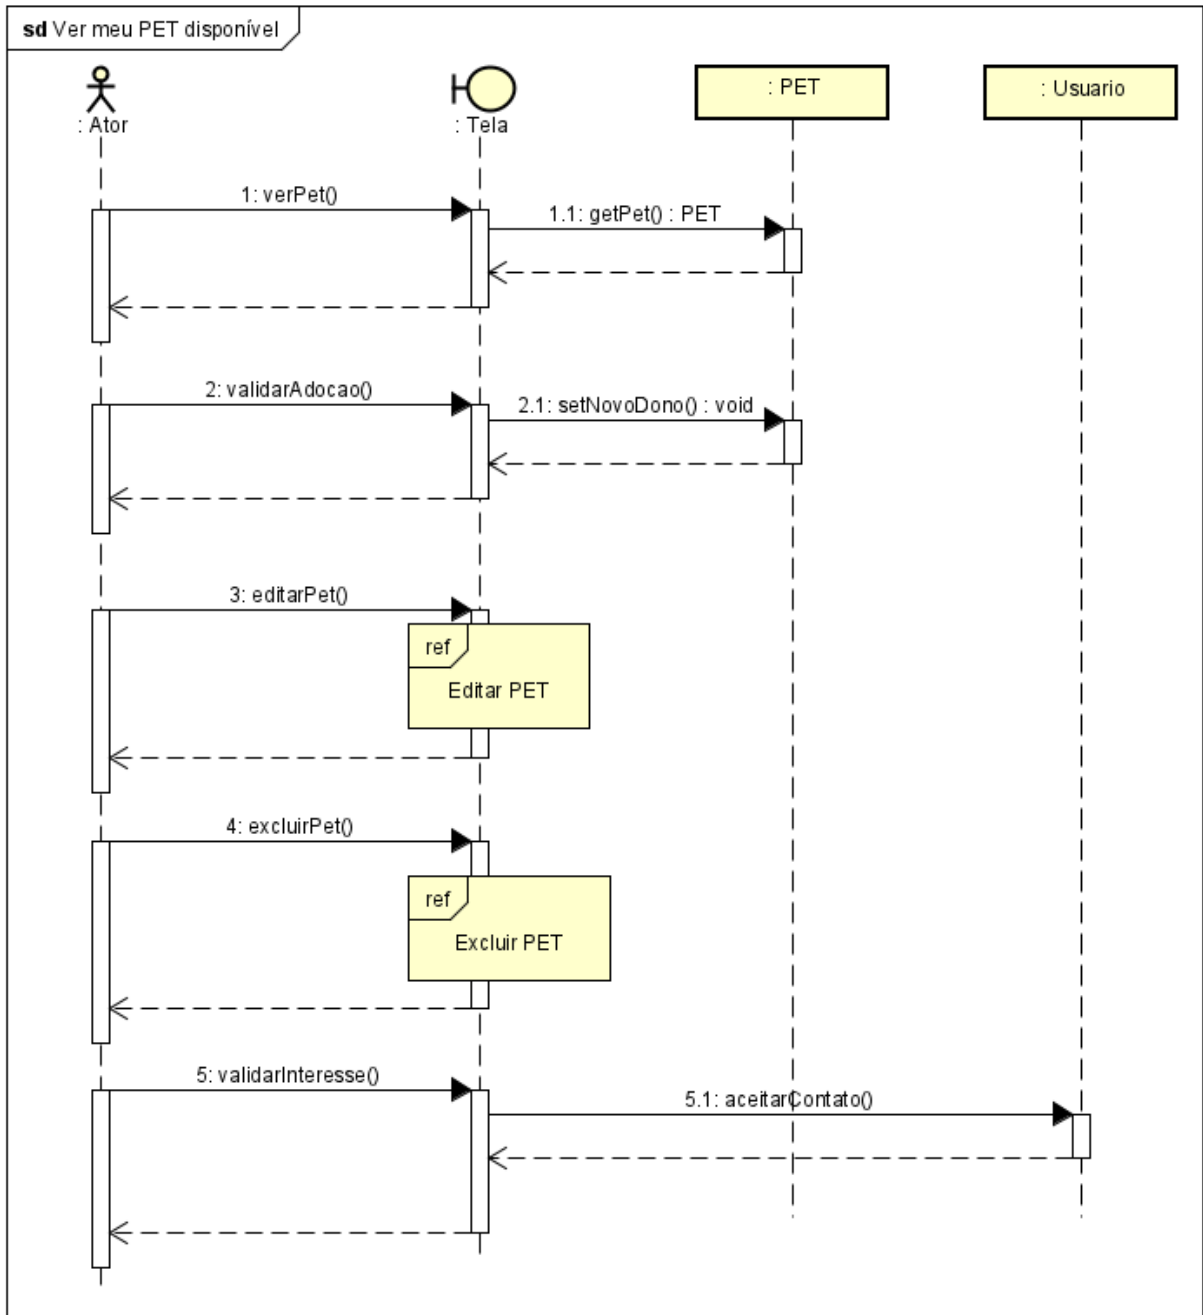 sd Ver meu PET disponível
: Ator
: Tela
: PET
: Usuario
1: verPet()
1.1: getPet() : PET
2: validarAdocao()
2.1: setNovoDono() : void
3: editarPet()
ref
Editar PET
4: excluirPet()
ref
Excluir PET
5: validarInteresse()
5.1: aceitarContato()